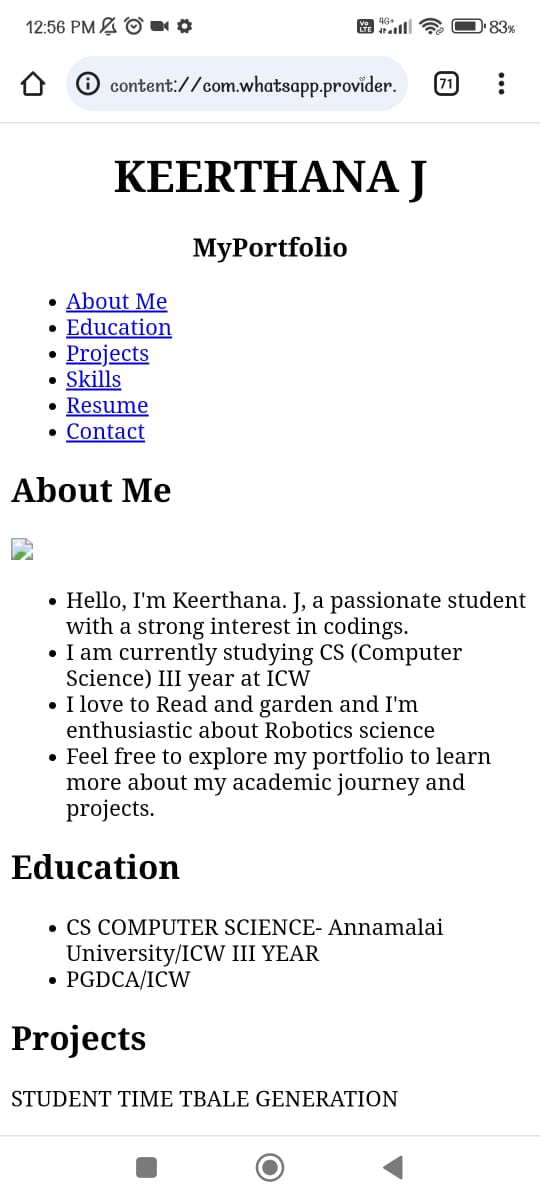 12:56 PM
Vo LTE 4G+ 83%
content://com.whatsapp.provider.
71
KEERTHANA J
MyPortfolio
• About Me
• Education
• Projects
• Skills
• Resume
• Contact
About Me
• Hello, I'm Keerthana. J, a passionate student
with a strong interest in codings.
• I am currently studying CS (Computer
Science) III year at ICW
• I love to Read and garden and I'm
enthusiastic about Robotics science
• Feel free to explore my portfolio to learn
more about my academic journey and
projects.
Education
• CS COMPUTER SCIENCE- Annamalai
University/ICW III YEAR
• PGDCA/ICW
Projects
STUDENT TIME TBALE GENERATION